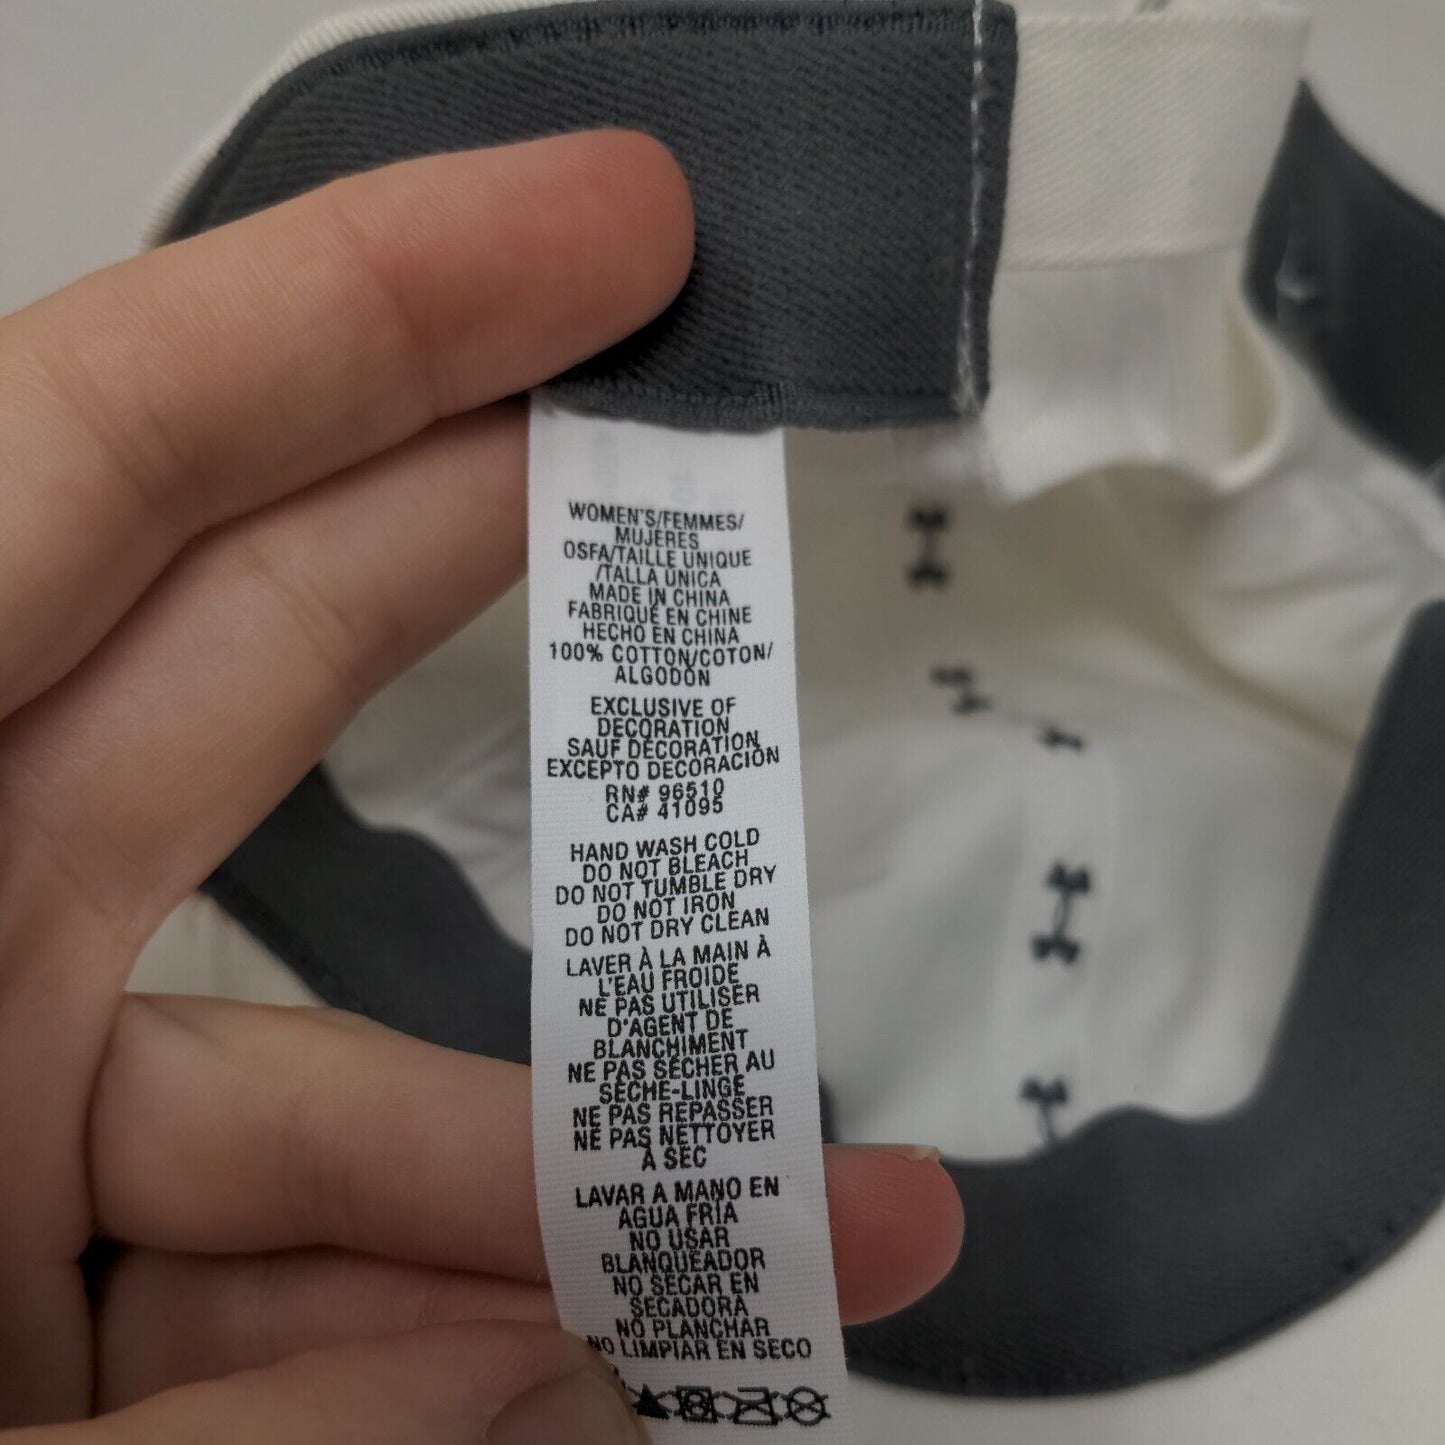 WOMEN'S/FEMMES/
MUJERES
OSFA/TAILLE UNIQUE
/TALLA ÚNICA
MADE IN CHINA
FABRIQUÉ EN CHINE
HECHO EN CHINA
100% COTTON/COTON/
ALGODÓN
EXCLUSIVE OF
DECORATION
SAUF DÉCORATION
EXCEPTO DECORACIÓN
RN# 96510
CA# 41095
HAND WASH COLD
DO NOT BLEACH
DO NOT TUMBLE DRY
DO NOT IRON
DO NOT DRY CLEAN
LAVER À LA MAIN À
L'EAU FROIDE
NE PAS UTILISER
D'AGENT DE
BLANCHIMENT
NE PAS SÉCHER AU
SÈCHE-LINGE
NE PAS REPASSER
NE PAS NETTOYER
À SEC
LAVAR A MANO EN
AGUA FRÍA
NO USAR
BLANQUEADOR
NO SECAR EN
SECADORA
NO PLANCHAR
NO LIMPIAR EN SECO